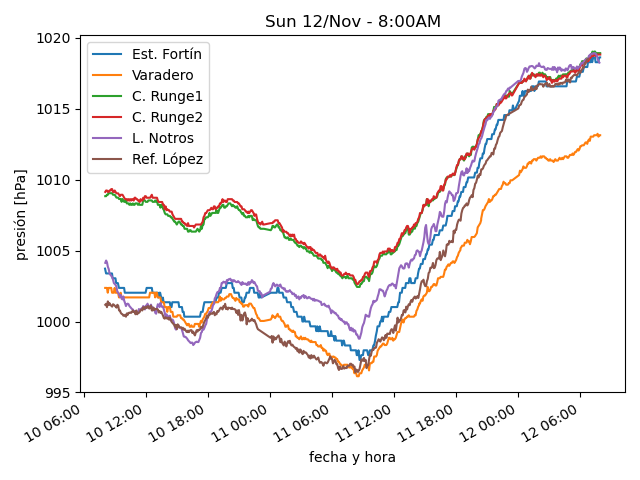 Sun 12/Nov - 8:00AM
1020
1015
1010
1005
1000
995
presión [hPa]
Est. Fortín
Varadero
C. Runge1
C. Runge2
L. Notros
Ref. López
10 06:00
10 12:00
10 18:00
11 00:00
11 06:00
11 12:00
11 18:00
12 00:00
12 06:00
fecha y hora